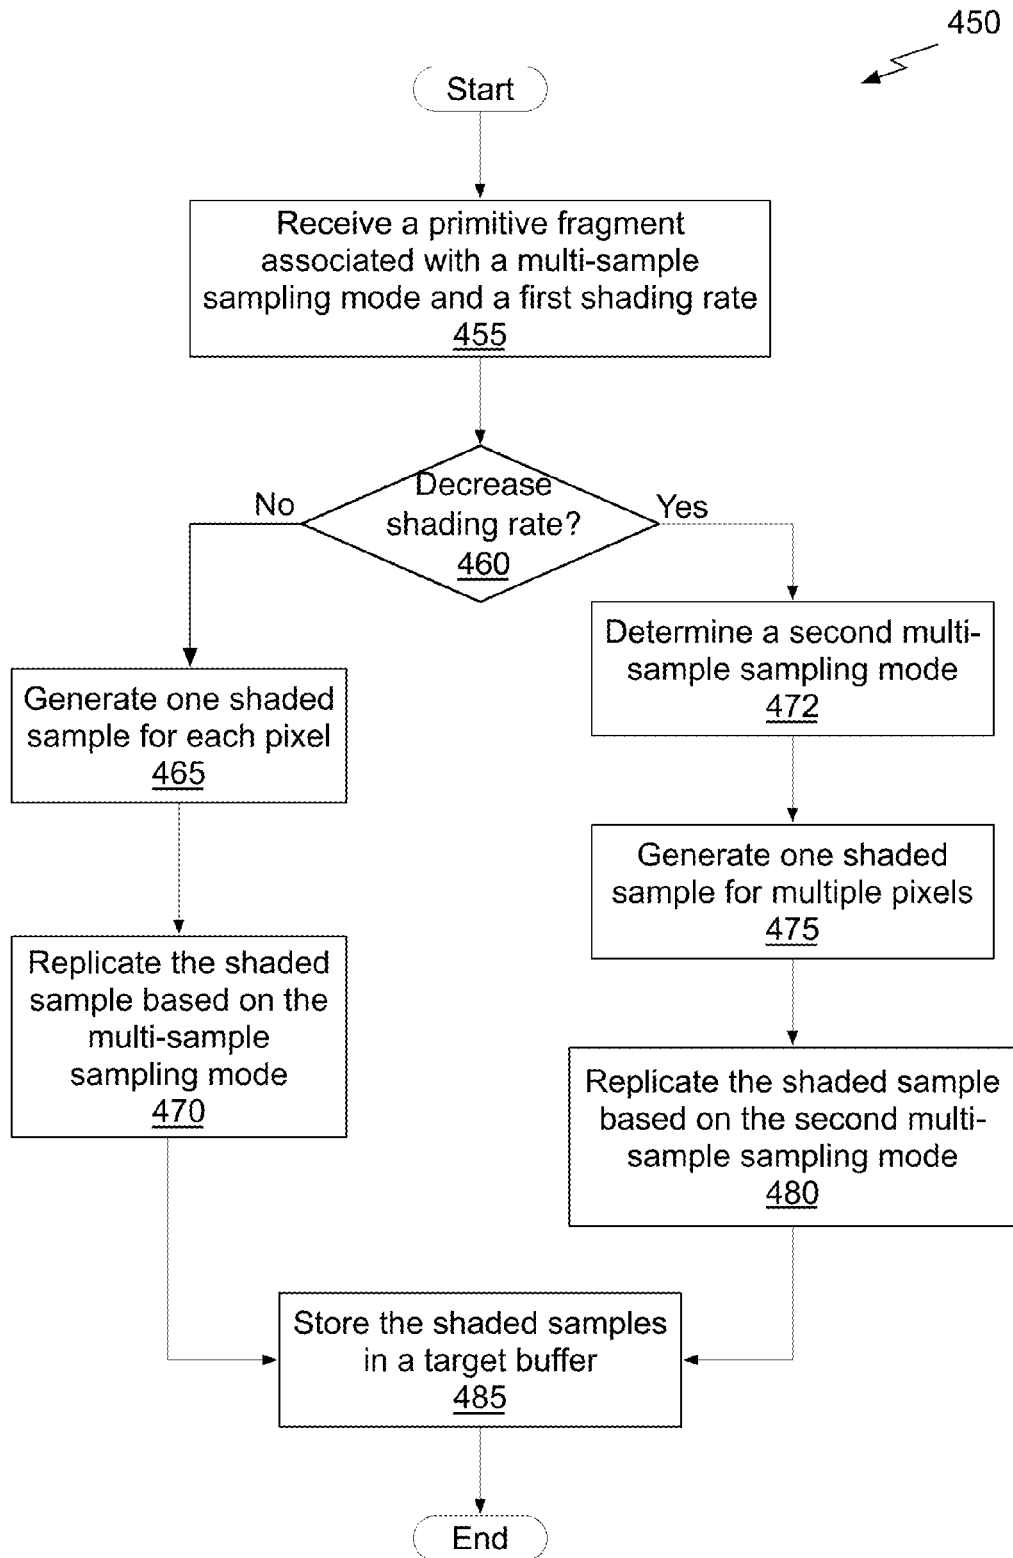 450
Start
Receive a primitive fragment
associated with a multi-sample
sampling mode and a first shading rate
455
Decrease
shading rate?
460
No
Yes
Generate one shaded
sample for each pixel
465
Replicate the shaded
sample based on the
multi-sample
sampling mode
470
Determine a second multi-
sample sampling mode
472
Generate one shaded
sample for multiple pixels
475
Replicate the shaded sample
based on the second multi-
sample sampling mode
480
Store the shaded samples
in a target buffer
485
End